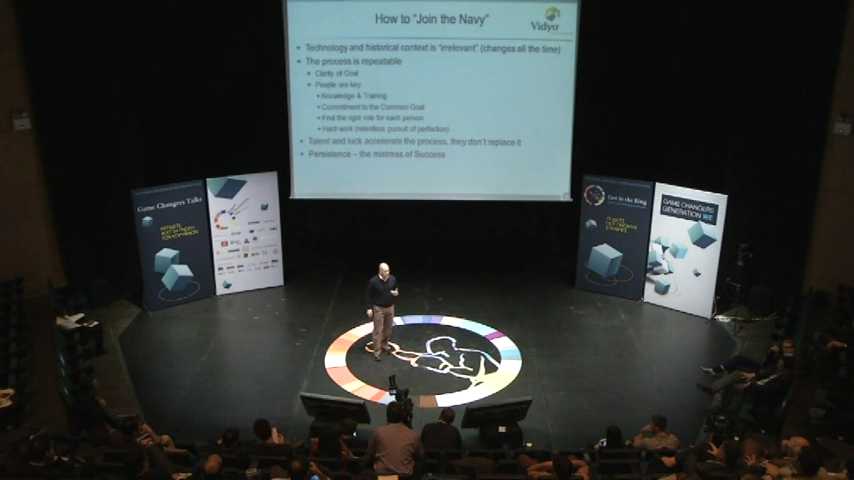 How to "Join the Navy"
Vidyo
• Technology and historical context is "irrelevant" (changes all the time)
• The process is repeatable
• Clarity of Goal
• People are key
• Knowledge & Training
• Commitment to the Common Goal
• Find the right role for each person
• Hard work (relentless pursuit of perfection)
• Talent and luck accelerate the process, they don't replace it
• Persistence – the mistress of Success
Game Changers Talks
Get in the Ring
GAME CHANGERS
GENERATION WE